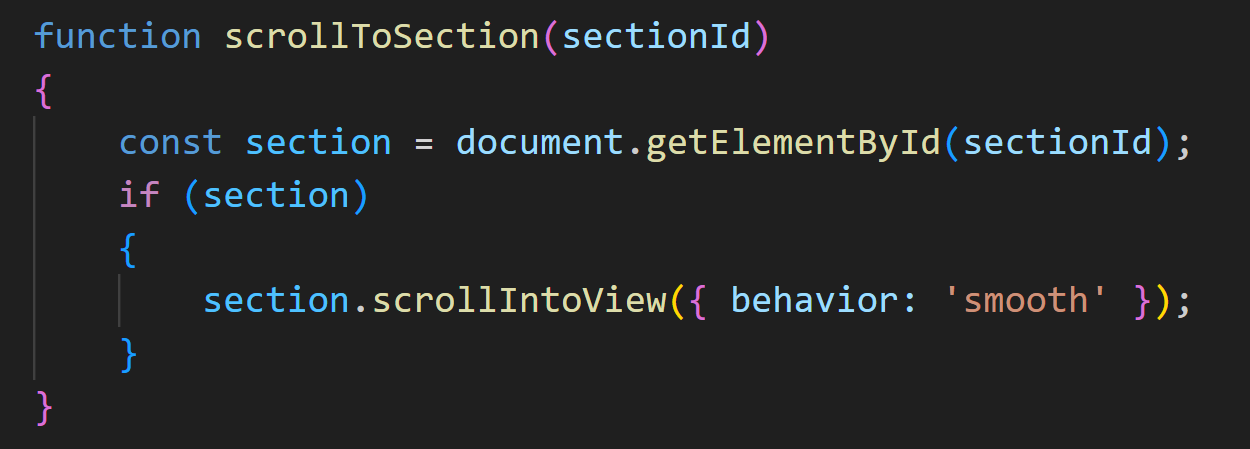 function scrollToSection(sectionId)
{
    const section = document.getElementById(sectionId);
    if (section)
    {
        section.scrollIntoView({ behavior: 'smooth' });
    }
}